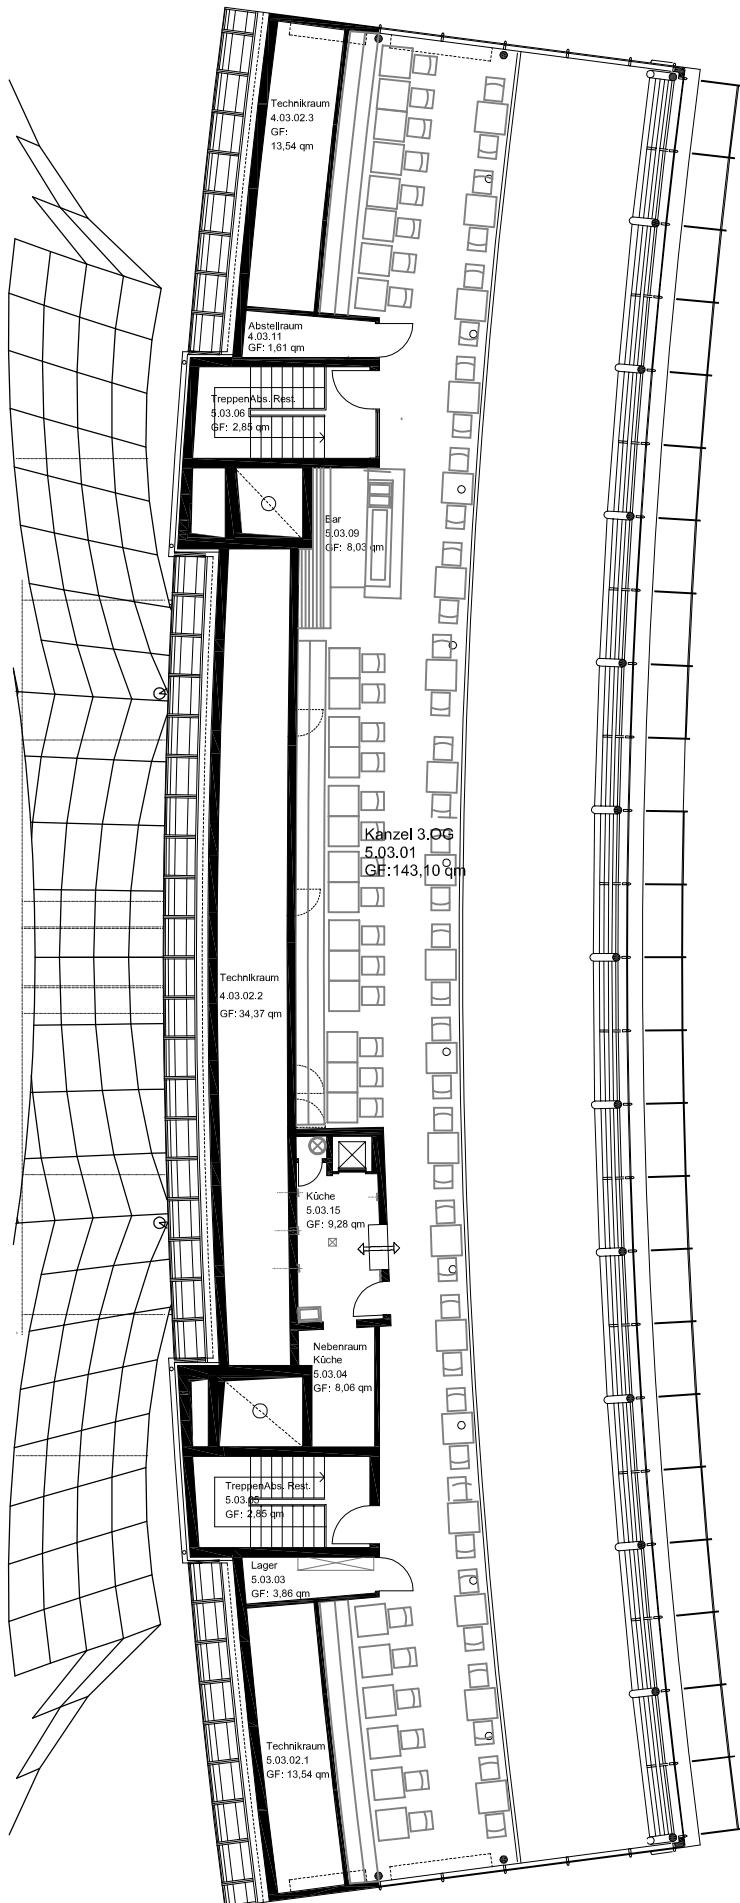 Technikraum
4.03.02.3
GF:
13,54 qm
Abstellraum
4.03.11
GF: 1,61 qm
TreppenAbs. Rest.
5.03.06
GF: 2,85 qm
Bar
5.03.09
GF: 8,03 qm
Kanzel 3.OG
5.03.01
GF:143,10 qm
Technikraum
4.03.02.2
GF: 34,37 qm
Küche
5.03.15
GF: 9,28 qm
Nebenraum
Küche
5.03.04
GF: 8,06 qm
TreppenAbs. Rest.
5.03.05
GF: 2,85 qm
Lager
5.03.03
GF: 3,86 qm
Technikraum
5.03.02.1
GF: 13,54 qm